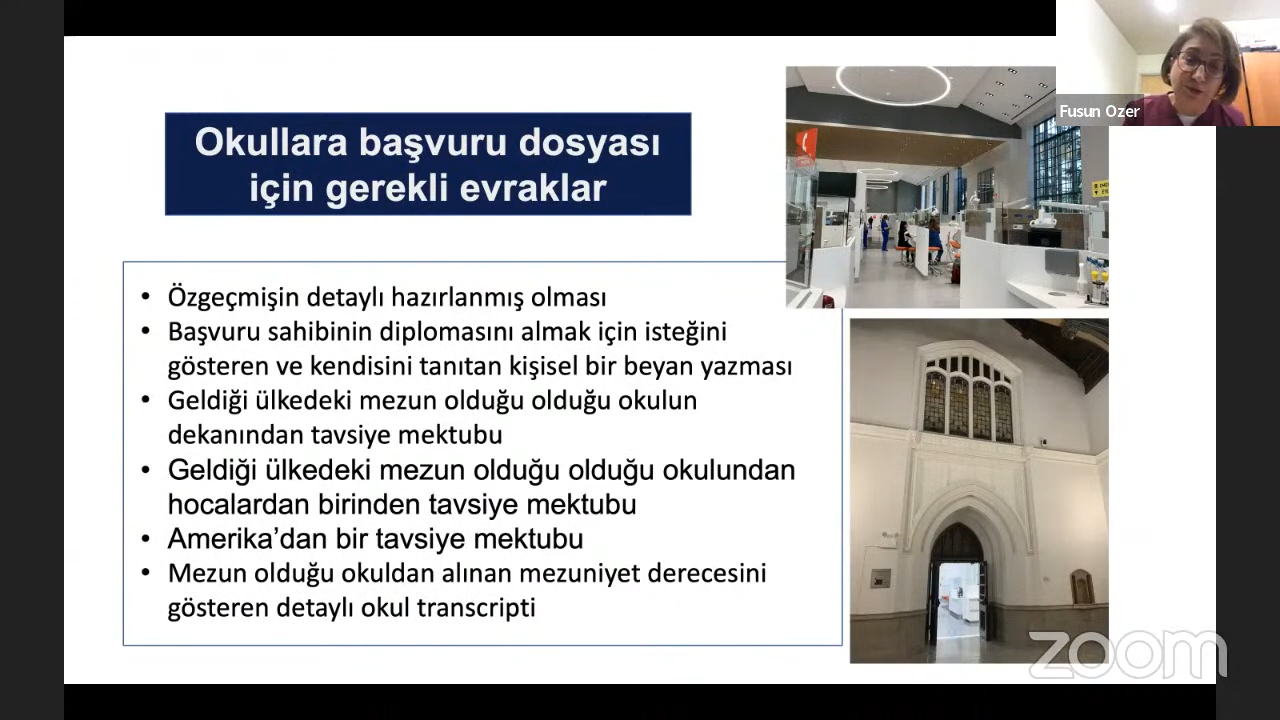 Fusun Ozer
Okullara başvuru dosyası
için gerekli evraklar
• Özgeçmişin detaylı hazırlanmış olması
• Başvuru sahibinin diplomasını almak için isteğini
gösteren ve kendisini tanıtan kişisel bir beyan yazması
• Geldiği ülkedeki mezun olduğu olduğu okulun
dekanından tavsiye mektubu
• Geldiği ülkedeki mezun olduğu olduğu okulundan
hocalardan birinden tavsiye mektubu
• Amerika’dan bir tavsiye mektubu
• Mezun olduğu okuldan alınan mezuniyet derecesini
gösteren detaylı okul transcripti
zoom